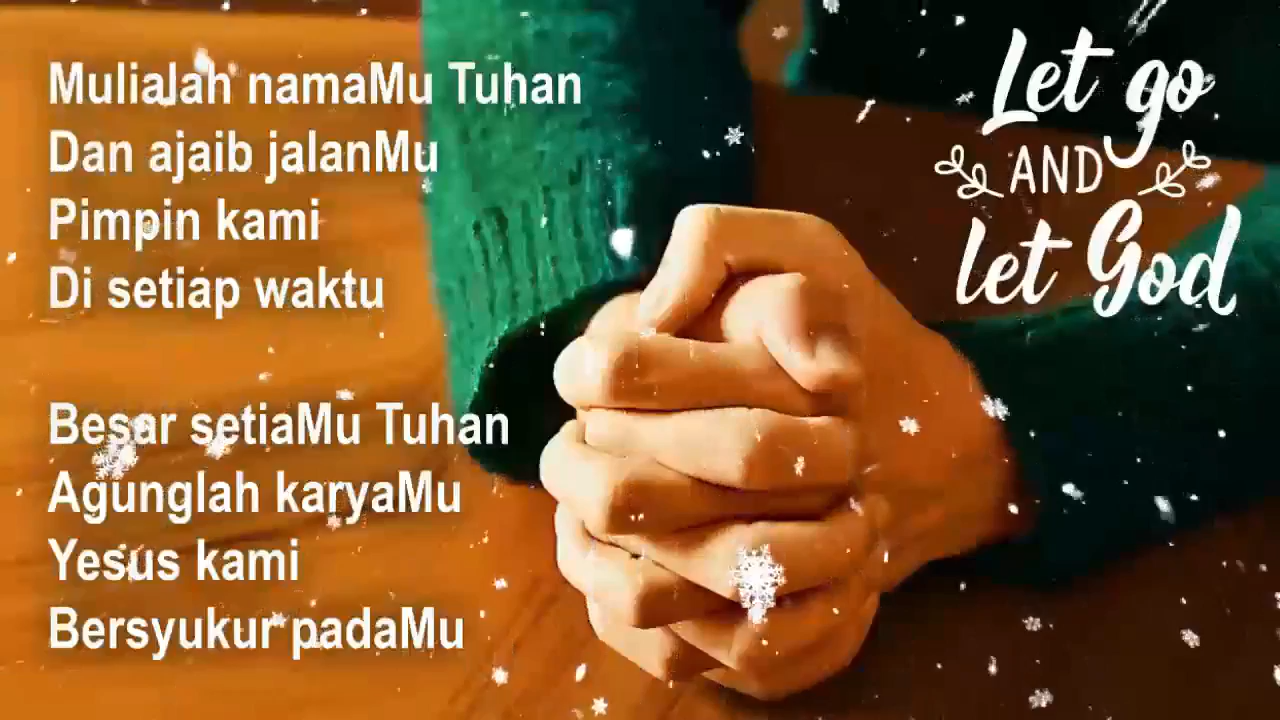 Mulialah namaMu Tuhan
Dan ajaib jalanMu
Pimpin kami
Di setiap waktu
Besar setiaMu Tuhan
Agunglah karyaMu
Yesus kami
Bersyukur padaMu
Let go
AND
let God